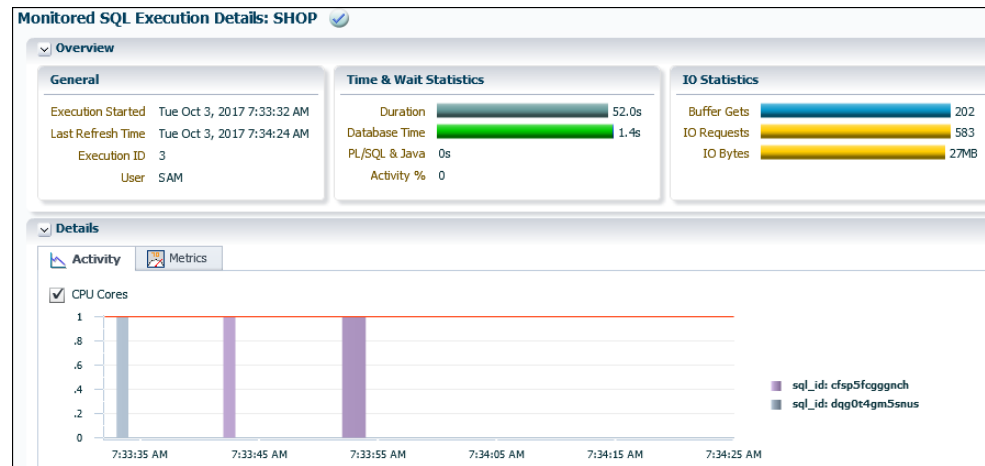 Monitored SQL Execution Details: SHOP
Overview
General
Execution Started Tue Oct 3, 2017 7:33:32 AM
Last Refresh Time Tue Oct 3, 2017 7:34:24 AM
Execution ID 3
User SAM
Time & Wait Statistics
Duration 52.0s
Database Time 1.4s
PL/SQL & Java 0s
Activity % 0
IO Statistics
Buffer Gets 202
IO Requests 583
IO Bytes 27MB
Details
Activity Metrics
CPU Cores
1
.8
.6
.4
.2
0
7:33:35 AM 7:33:45 AM 7:33:55 AM 7:34:05 AM 7:34:15 AM 7:34:25 AM
sql_id: cfsp5fcgggnch
sql_id: dqg0t4gm5snus